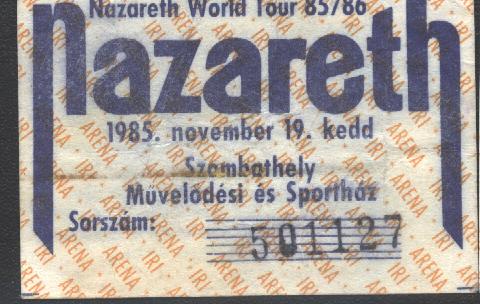 Nazareth World Tour 85/86
nazareth
1985. november 19. kedd
Szombathely
Művelődési és Sportház
Sorszám:
501127